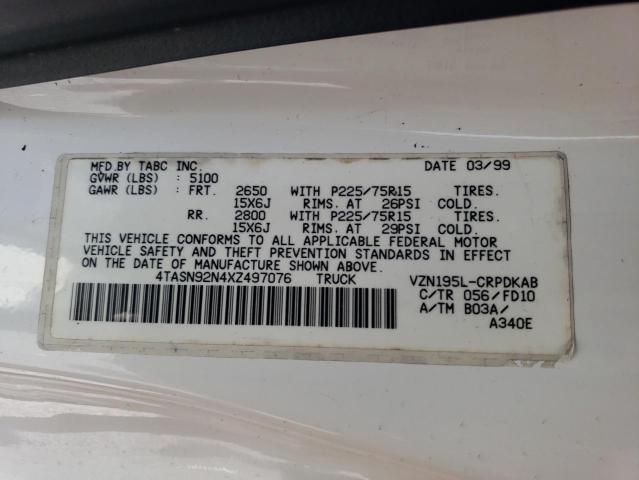 MFD.BY TABC INC. DATE 03/99
GVWR (LBS) : 5100
GAWR (LBS) : FRT. 2650 WITH P225/75R15 TIRES.
15X6J RIMS. AT 26PSI COLD.
RR. 2800 WITH P225/75R15 TIRES.
15X6J RIMS. AT 29PSI COLD.
THIS VEHICLE CONFORMS TO ALL APPLICABLE FEDERAL MOTOR
VEHICLE SAFETY AND THEFT PREVENTION STANDARDS IN EFFECT
ON THE DATE OF MANUFACTURE SHOWN ABOVE.
4TASN92N4XZ497076 TRUCK VZN195L-CRPDKAB
C/TR 056/FD10
A/TM B03A/
A340E